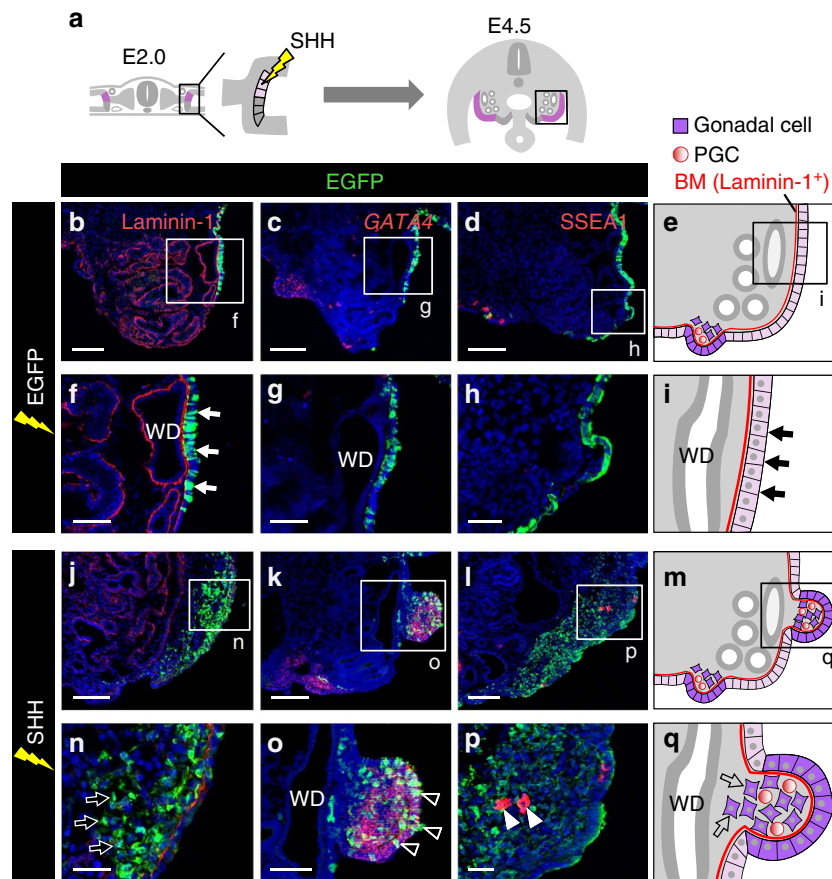 a
E2.0
SHH
E4.5
Gonadal cell
PGC
BM (Laminin-1+)
EGFP
EGFP
b
Laminin-1
f
c
GATA4
g
d
SSEA1
h
e
i
f
WD
g
WD
h
i
WD
SHH
j
n
k
o
l
p
m
q
n
o
WD
p
q
WD